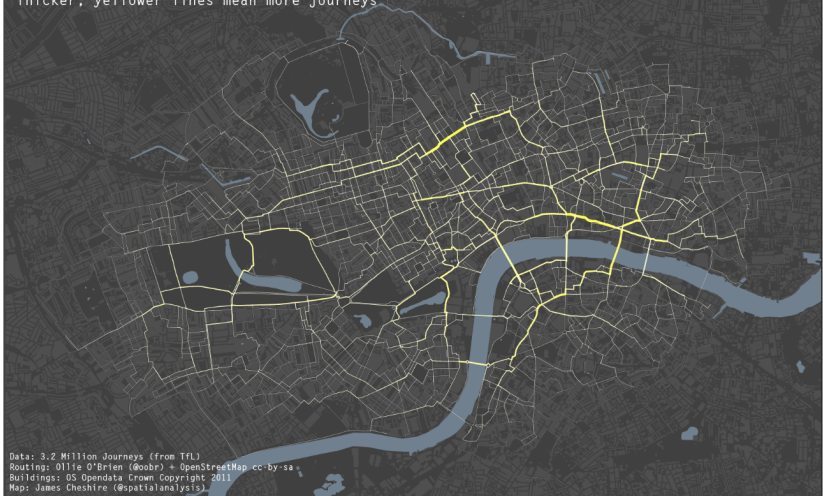 Thicker, yellower lines mean more journeys
Data: 3.2 Million Journeys (from TfL)
Routing: Ollie O'Brien (@oobr) + OpenStreetMap cc-by-sa
Buildings: OS Opendata Crown Copyright 2011
Map: James Cheshire (@spatialanalysis)